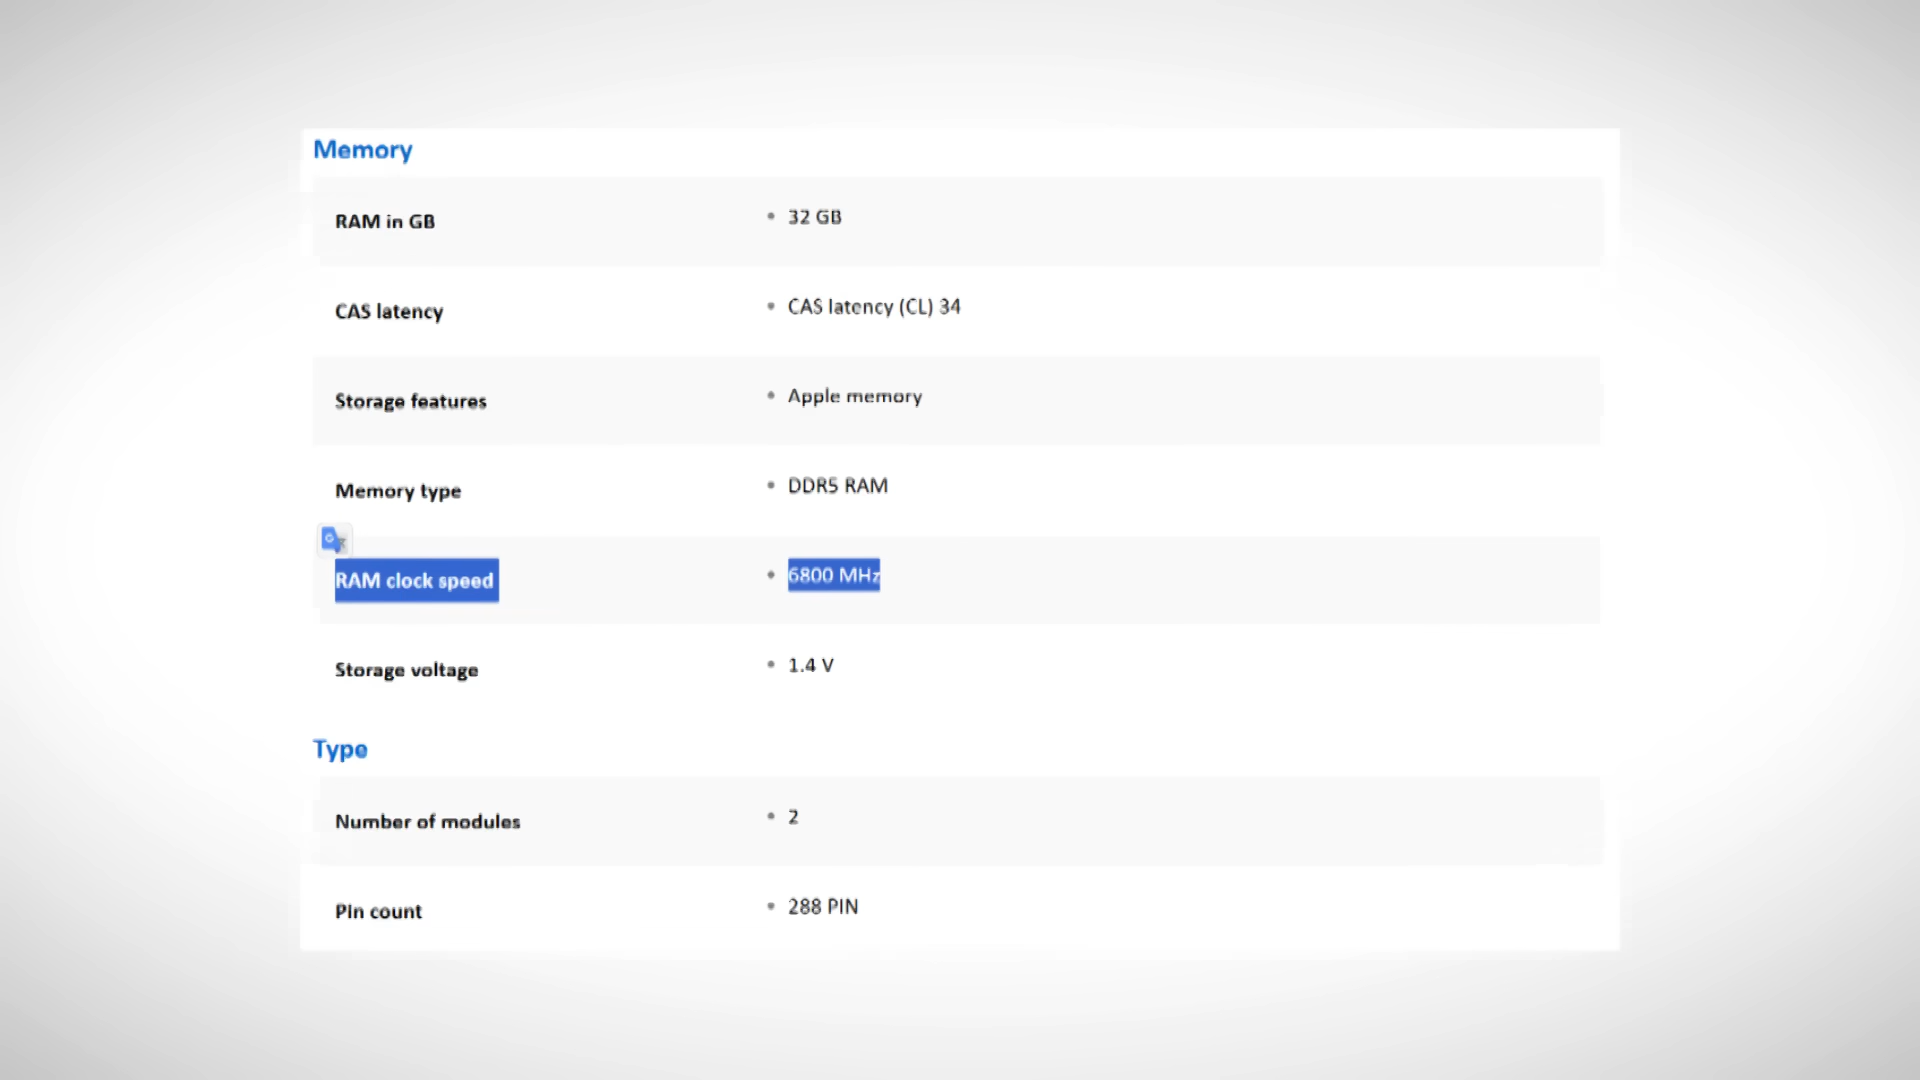 Memory
RAM in GB
• 32 GB
CAS latency
• CAS latency (CL) 34
Storage features
• Apple memory
Memory type
• DDR5 RAM
RAM clock speed
• 6800 MHz
Storage voltage
• 1.4 V
Type
Number of modules
• 2
Pin count
• 288 PIN